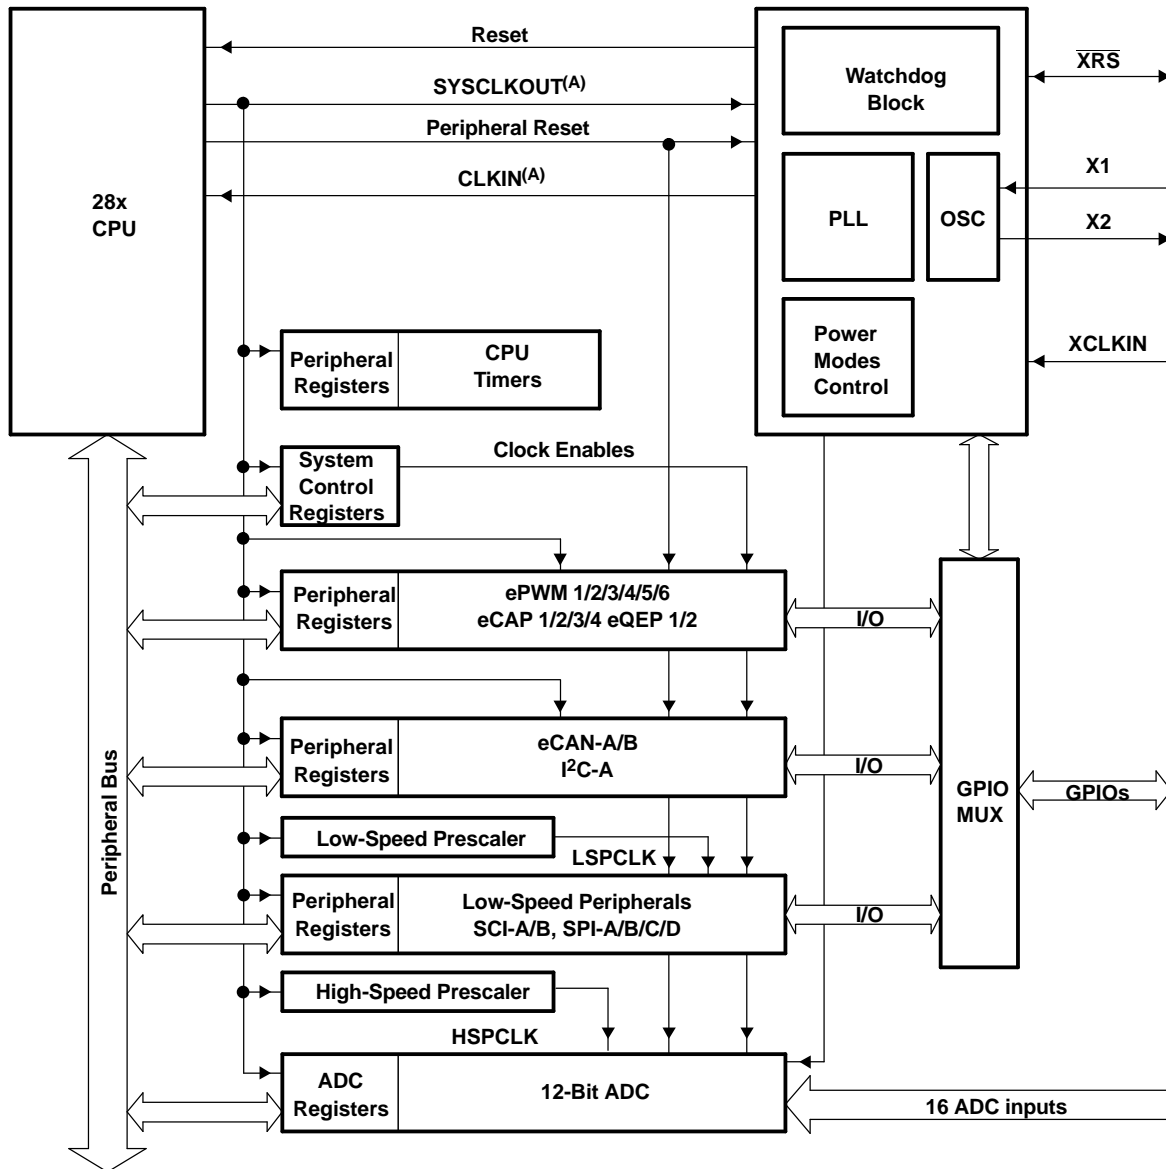 Reset
SYSCLKOUT(A)
Peripheral Reset
CLKIN(A)
28x
CPU
Watchdog
Block
PLL
OSC
Power
Modes
Control
XRS
X1
X2
XCLKIN
Peripheral
Registers
CPU
Timers
System
Control
Registers
Clock Enables
Peripheral
Registers
ePWM 1/2/3/4/5/6
eCAP 1/2/3/4 eQEP 1/2
I/O
Peripheral
Registers
eCAN-A/B
I²C-A
I/O
Peripheral Bus
GPIO
MUX
GPIOs
Low-Speed Prescaler
LSPCLK
Peripheral
Registers
Low-Speed Peripherals
SCI-A/B, SPI-A/B/C/D
I/O
High-Speed Prescaler
HSPCLK
ADC
Registers
12-Bit ADC
16 ADC inputs